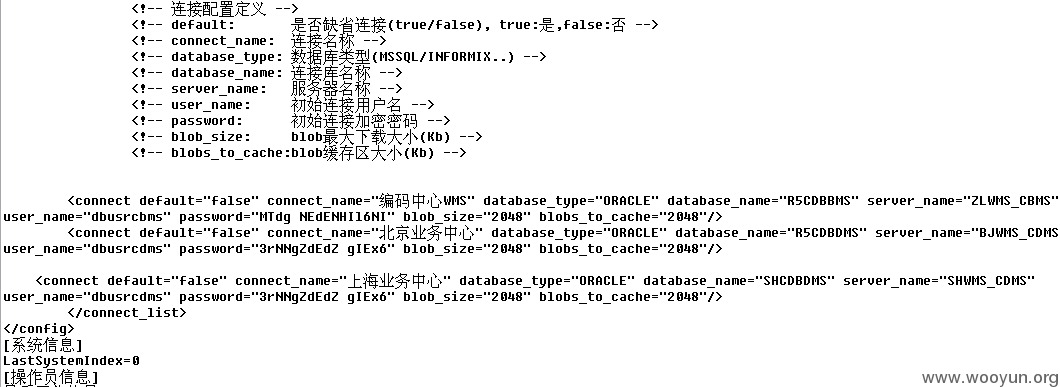 <!-- 连接配置定义 -->
<!-- default: 是否缺省连接(true/false), true:是,false:否 -->
<!-- connect_name: 连接名称 -->
<!-- database_type: 数据库类型(MSSQL/INFORMIX..) -->
<!-- database_name: 连接库名称 -->
<!-- server_name: 服务器名称 -->
<!-- user_name: 初始连接用户名 -->
<!-- password: 初始连接加密密码 -->
<!-- blob_size: blob最大下载大小(Kb) -->
<!-- blobs_to_cache:blob缓存区大小(Kb) -->
<connect default="false" connect_name="编码中心WMS" database_type="ORACLE" database_name="R5CDBBMS" server_name="ZLWMS_CBMS"
user_name="dbusrcbms" password="MTdg NEdENHIl6NI" blob_size="2048" blobs_to_cache="2048"/>
<connect default="false" connect_name="北京业务中心" database_type="ORACLE" database_name="R5CDBDMS" server_name="BJWMS_CDMS
user_name="dbusrcdms" password="3rNNgZdEdZ gIEx6" blob_size="2048" blobs_to_cache="2048"/>
<connect default="false" connect_name="上海业务中心" database_type="ORACLE" database_name="SHCDBDMS" server_name="SHWMS_CDMS"
user_name="dbusrcdms" password="3rNNgZdEdZ gIEx6" blob_size="2048" blobs_to_cache="2048"/>
</connect_list>
</config>
[系统信息]
LastSystemIndex=0
[操作员信息]
www.wooyun.org